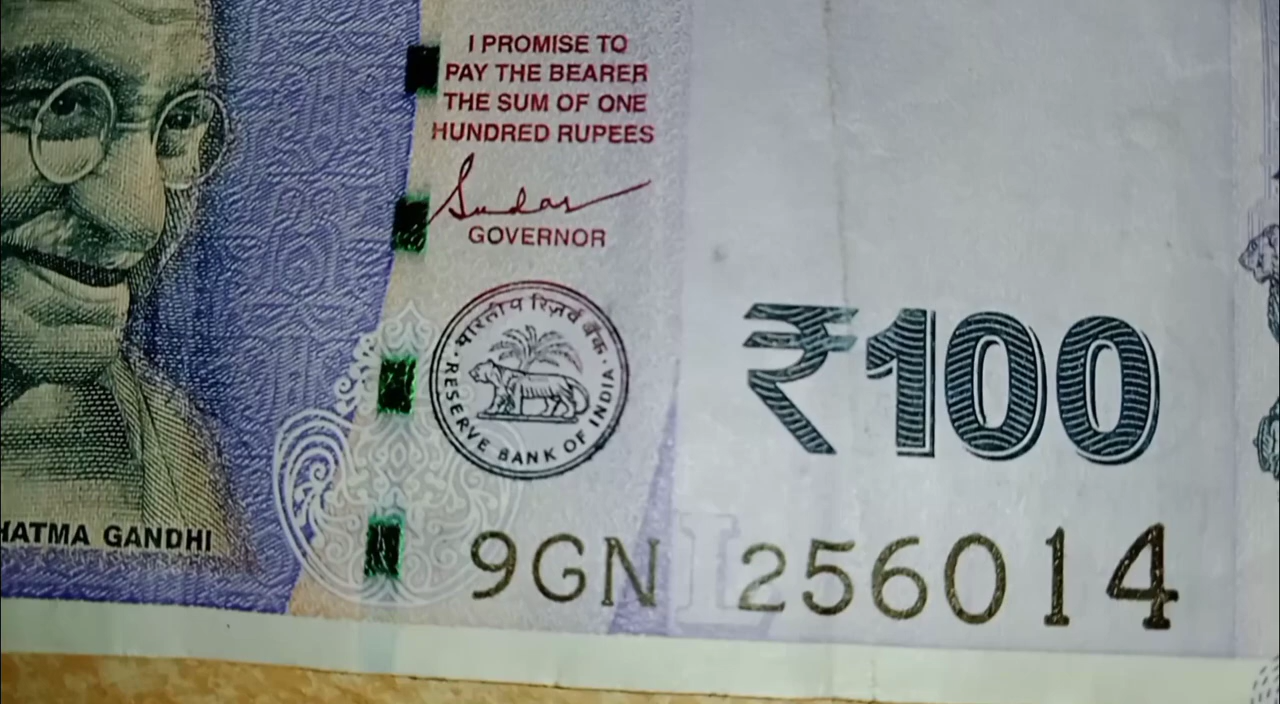 I PROMISE TO
PAY THE BEARER
THE SUM OF ONE
HUNDRED RUPEES
GOVERNOR
भारतीय रिज़र्व बैंक
RESERVE BANK OF INDIA
₹100
HATMA GANDHI
9GN L 256014